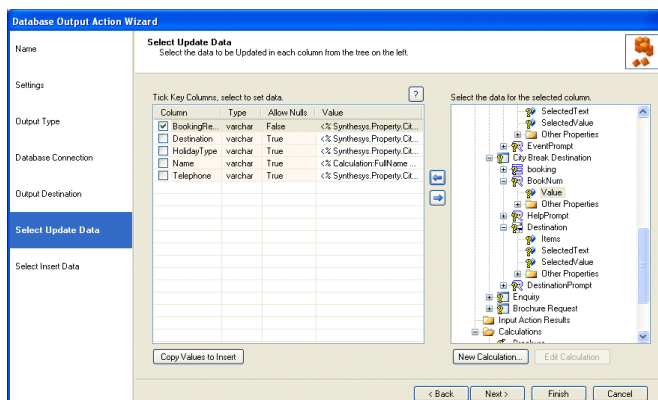 Database Output Action Wizard
Name
Settings
Output Type
Database Connection
Output Destination
Select Update Data
Select Insert Data
Select Update Data
Select the data to be Updated in each column from the tree on the left.
Tick Key Columns, select to set data.
?
Column Type Allow Nulls Value
BookingRe... varchar False <% Synthesys.Property.Cit...
Destination varchar True <% Synthesys.Property.Cit...
HolidayType varchar True <% Synthesys.Property.Cit...
Name varchar True <% Calculation:FullName ...
Telephone varchar True <% Synthesys.Property.Cit...
Copy Values to Insert
Select the data for the selected column.
SelectedText
SelectedValue
Other Properties
EventPrompt
City Break Destination
booking
BookNum
Value
Other Properties
HelpPrompt
Destination
Items
SelectedText
SelectedValue
Other Properties
DestinationPrompt
Enquiry
Brochure Request
Input Action Results
Calculations
New Calculation...
Edit Calculation
< Back
Next >
Finish
Cancel